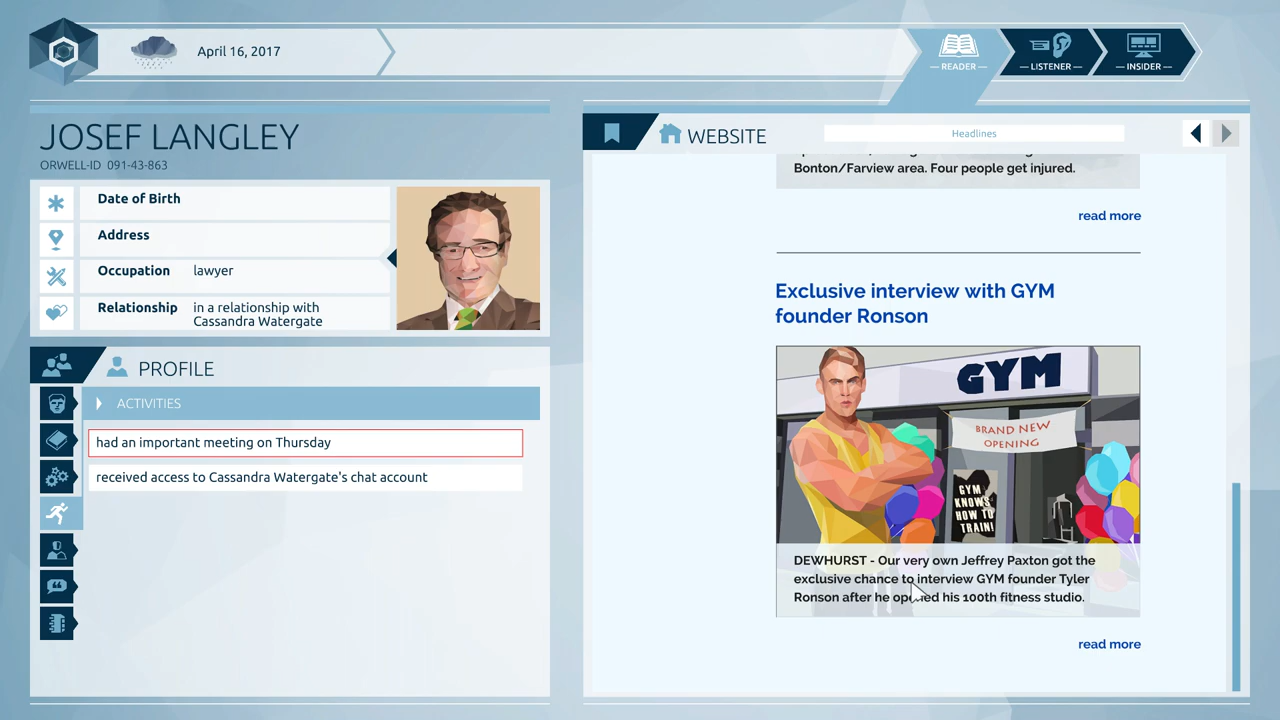 April 16, 2017
— READER —
— LISTENER —
— INSIDER —
JOSEF LANGLEY
ORWELL-ID 091-43-863
Date of Birth
Address
Occupation lawyer
Relationship in a relationship with
Cassandra Watergate
PROFILE
ACTIVITIES
had an important meeting on Thursday
received access to Cassandra Watergate's chat account
WEBSITE
Headlines
Bonton/Farview area. Four people get injured.
read more
Exclusive interview with GYM
founder Ronson
GYM
BRAND NEW
OPENING
GYM
KNOWS
HOW TO
TRAIN!
DEWHURST - Our very own Jeffrey Paxton got the
exclusive chance to interview GYM founder Tyler
Ronson after he opened his 100th fitness studio.
read more